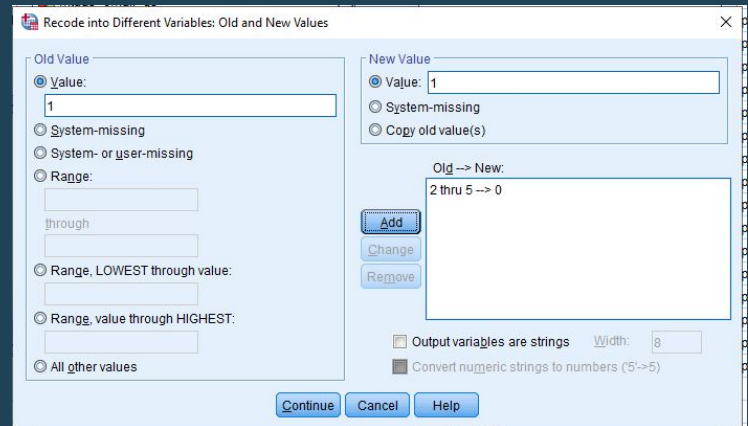 Recode into Different Variables: Old and New Values
Old Value
Value:
1
System-missing
System- or user-missing
Range:
through
Range, LOWEST through value:
Range, value through HIGHEST:
All other values
New Value
Value: 1
System-missing
Copy old value(s)
Old --> New:
2 thru 5 --> 0
Add
Change
Remove
Output variables are strings Width: 8
Convert numeric strings to numbers ('5'->5)
Continue Cancel Help